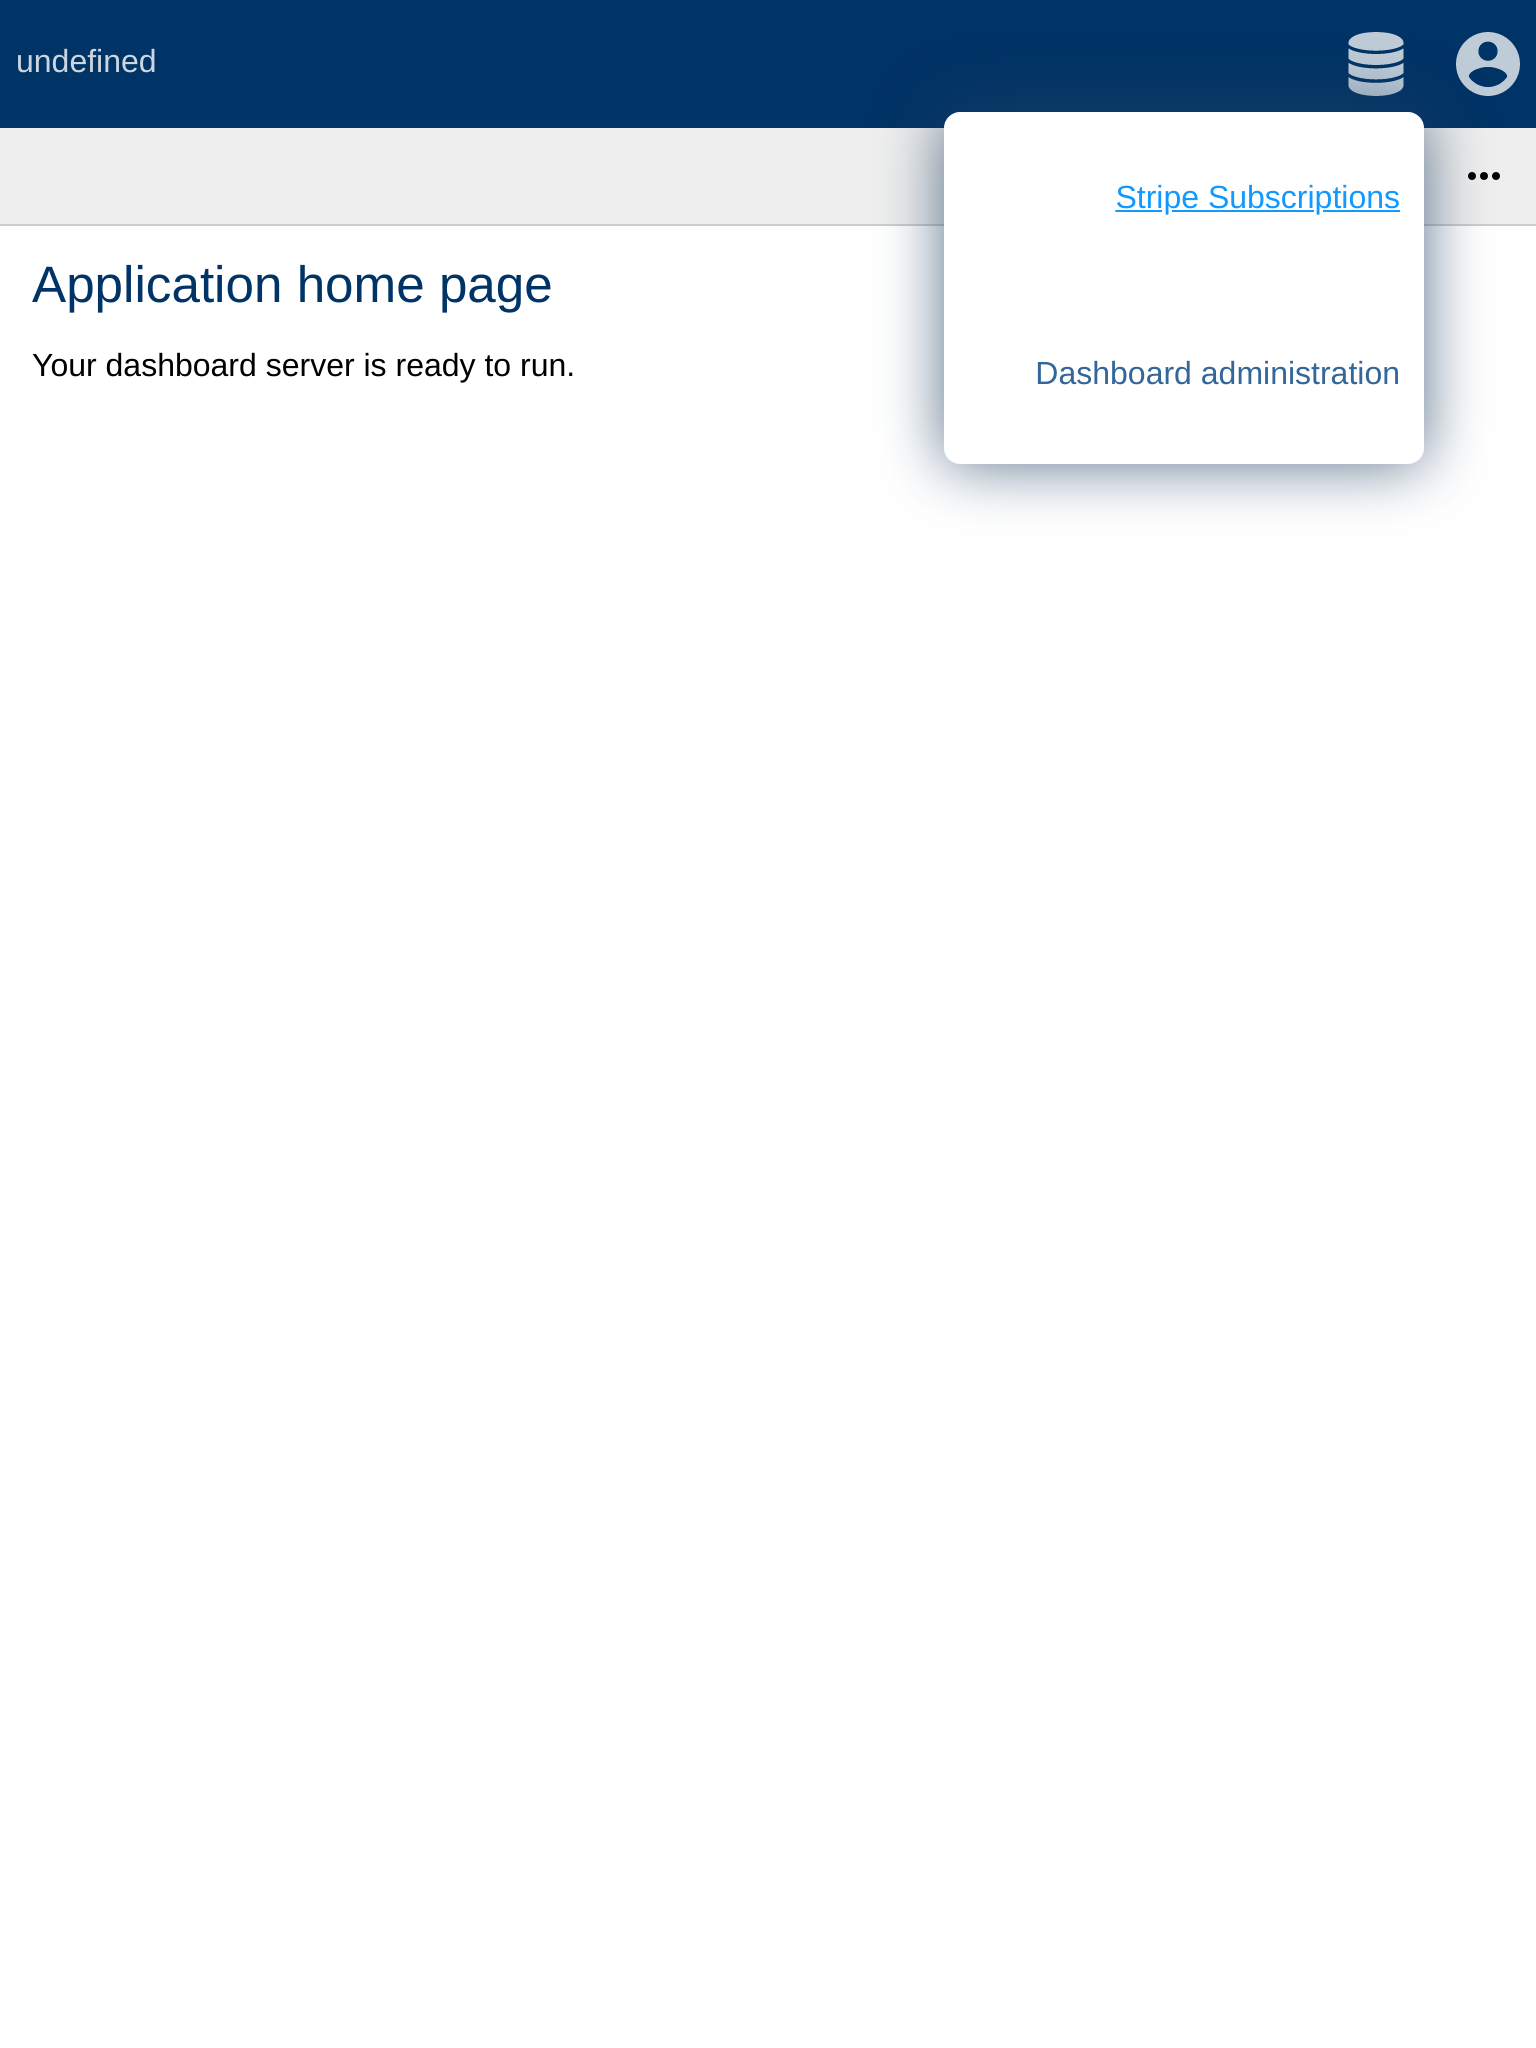 undefined
Stripe Subscriptions
Application home page
Your dashboard server is ready to run.
Dashboard administration